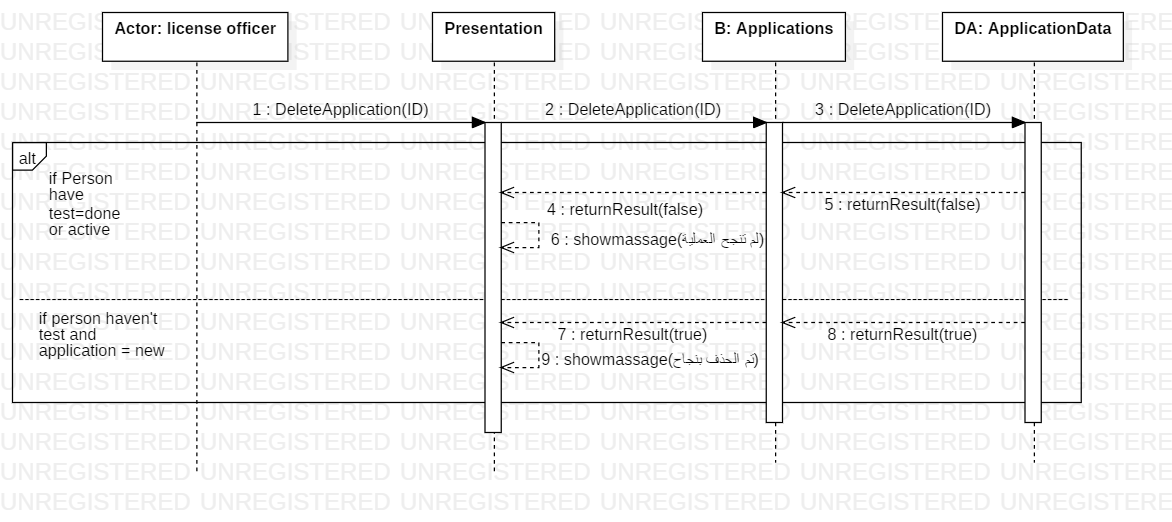 Actor: license officer
Presentation
B: Applications
DA: ApplicationData
1 : DeleteApplication(ID)
2 : DeleteApplication(ID)
3 : DeleteApplication(ID)
alt
if Person
have
test=done
or active
4 : returnResult(false)
5 : returnResult(false)
6 : showmassage(لم تنجح العملية)
if person haven't
test and
application = new
7 : returnResult(true)
8 : returnResult(true)
9 : showmassage(تم الحذف بنجاح)
UNREGISTERED